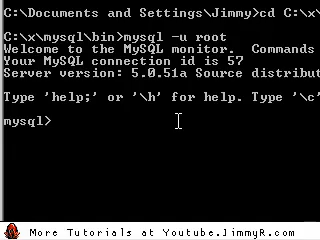 C:\Documents and Settings\Jimmy>cd C:\x
C:\x\mysql\bin>mysql -u root
Welcome to the MySQL monitor.  Commands
Your MySQL connection id is 57
Server version: 5.0.51a Source distribut
Type 'help;' or '\h' for help. Type '\c'
mysql>
More Tutorials at Youtube.JimmyR.com